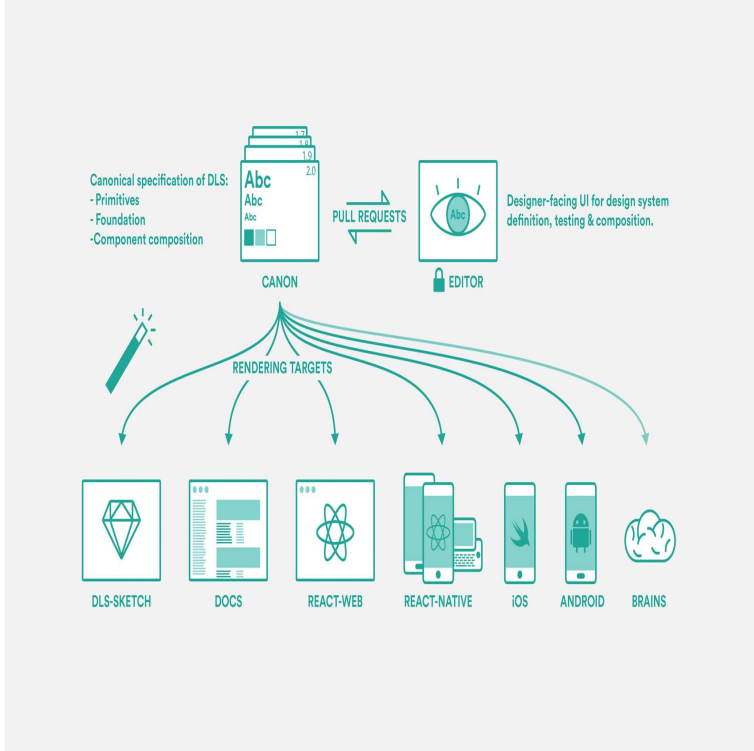 1.7
1.8
1.9
2.0
Canonical specification of DLS:
- Primitives
- Foundation
-Component composition
Abc
Abc
Abc
PULL REQUESTS
Abc
Designer-facing UI for design system
definition, testing & composition.
CANON
EDITOR
RENDERING TARGETS
DLS-SKETCH
DOCS
REACT-WEB
REACT-NATIVE
iOS
ANDROID
BRAINS